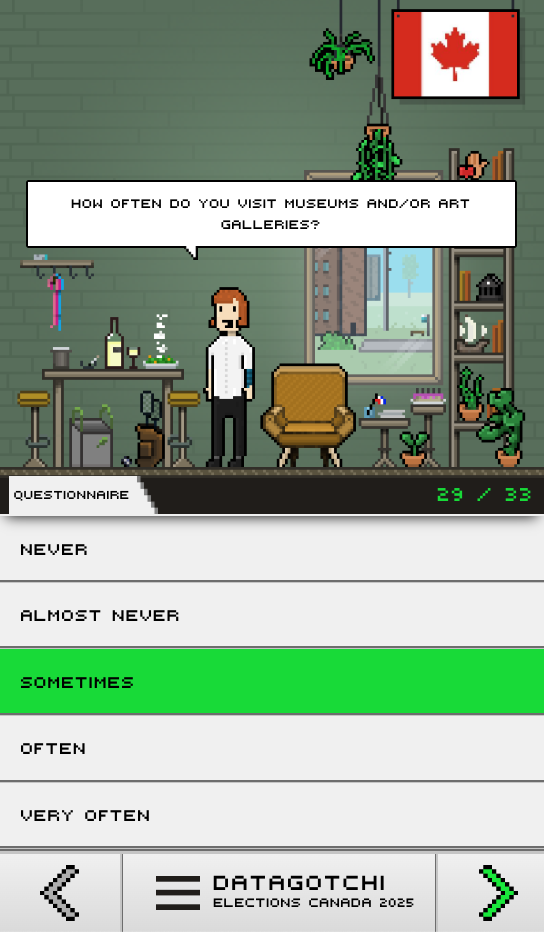 HOW OFTEN DO YOU VISIT MUSEUMS AND/OR ART
GALLERIES?
QUESTIONNAIRE
29 / 33
NEVER
ALMOST NEVER
SOMETIMES
OFTEN
VERY OFTEN
DATAGOTCHI
ELECTIONS CANADA 2025